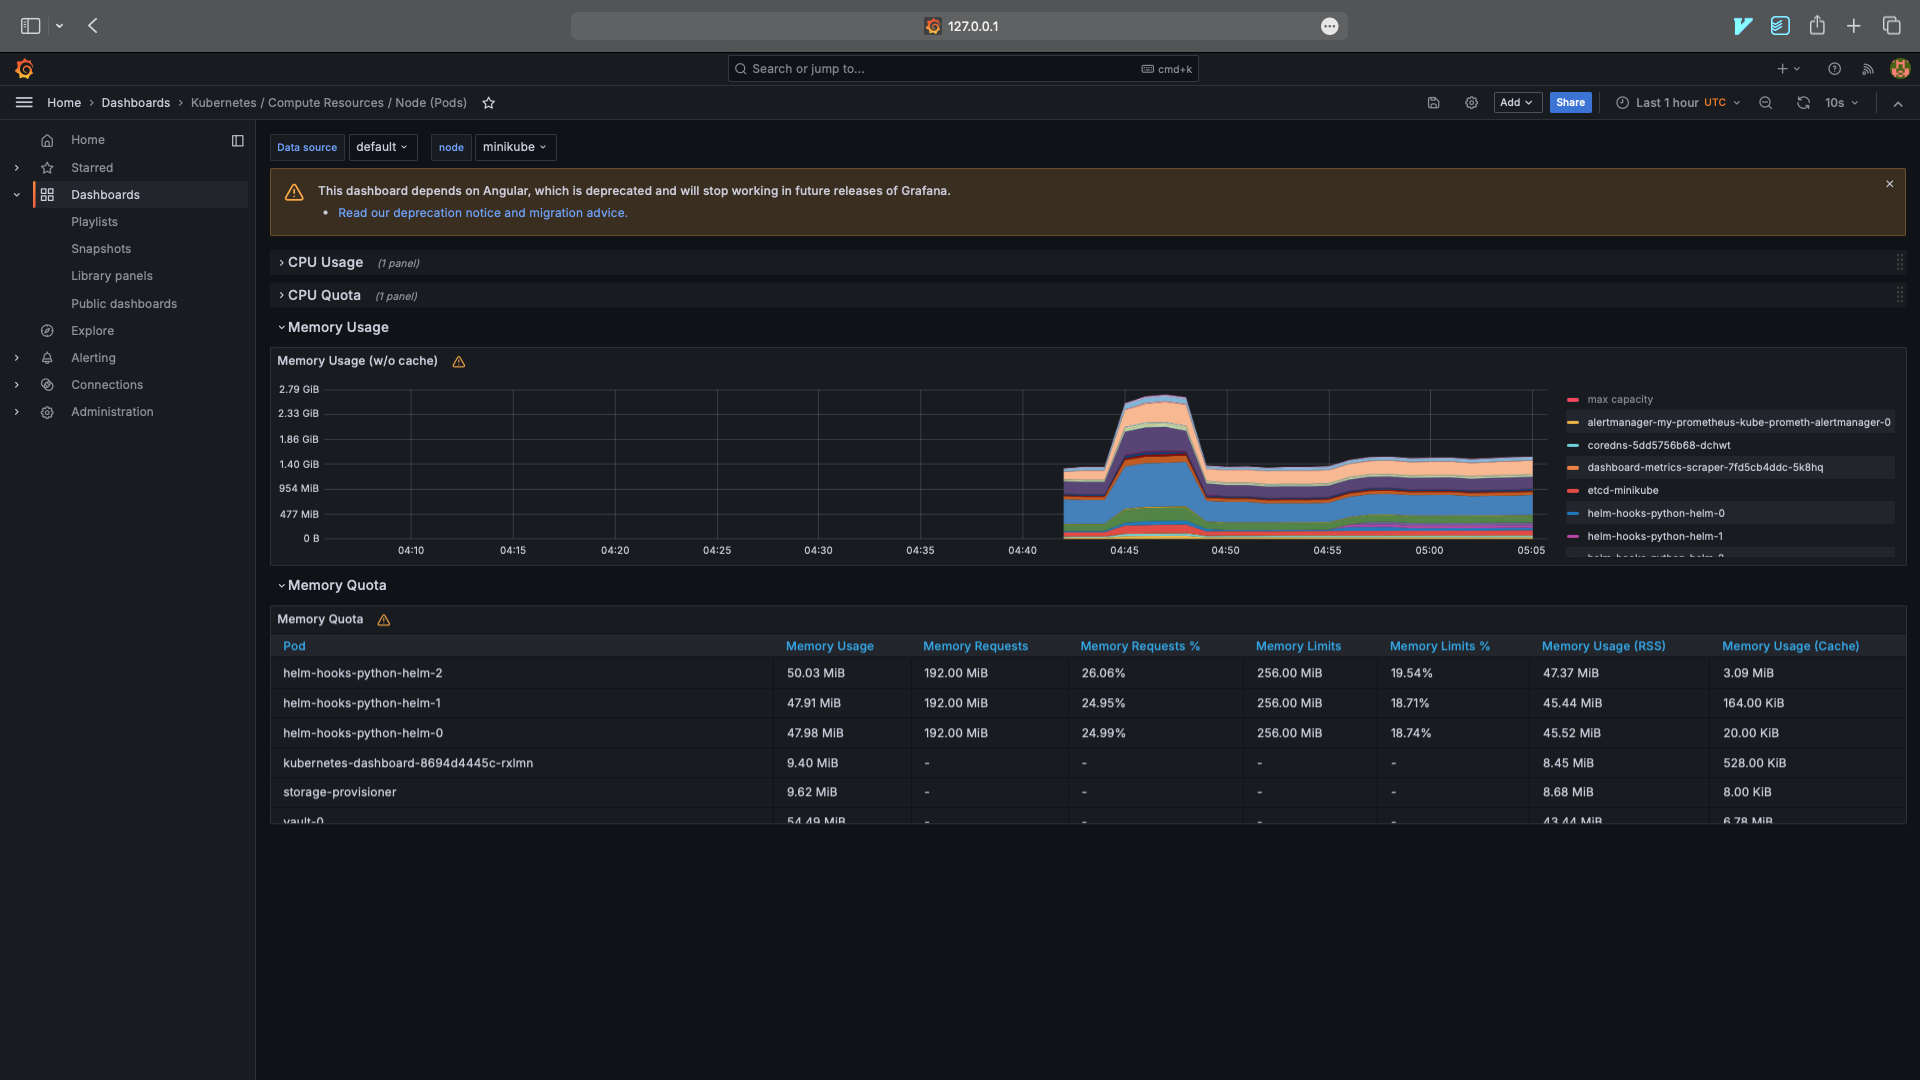 127.0.0.1
Search or jump to...
cmd+k
Home › Dashboards › Kubernetes / Compute Resources / Node (Pods)
Add
Share
Last 1 hour UTC
10s
Home
Starred
Dashboards
Playlists
Snapshots
Library panels
Public dashboards
Explore
Alerting
Connections
Administration
Data source
default
node
minikube
This dashboard depends on Angular, which is deprecated and will stop working in future releases of Grafana.
• Read our deprecation notice and migration advice.
CPU Usage (1 panel)
CPU Quota (1 panel)
Memory Usage
Memory Usage (w/o cache)
2.79 GiB
2.33 GiB
1.86 GiB
1.40 GiB
954 MiB
477 MiB
0 B
04:10 04:15 04:20 04:25 04:30 04:35 04:40 04:45 04:50 04:55 05:00 05:05
max capacity
alertmanager-my-prometheus-kube-prometh-alertmanager-0
coredns-5dd5756b68-dchwt
dashboard-metrics-scraper-7fd5cb4ddc-5k8hq
etcd-minikube
helm-hooks-python-helm-0
helm-hooks-python-helm-1
helm-hooks-python-helm-2
Memory Quota
Memory Quota
Pod Memory Usage Memory Requests Memory Requests % Memory Limits Memory Limits % Memory Usage (RSS) Memory Usage (Cache)
helm-hooks-python-helm-2 50.03 MiB 192.00 MiB 26.06% 256.00 MiB 19.54% 47.37 MiB 3.09 MiB
helm-hooks-python-helm-1 47.91 MiB 192.00 MiB 24.95% 256.00 MiB 18.71% 45.44 MiB 164.00 KiB
helm-hooks-python-helm-0 47.98 MiB 192.00 MiB 24.99% 256.00 MiB 18.74% 45.52 MiB 20.00 KiB
kubernetes-dashboard-8694d4445c-rxlmn 9.40 MiB - - - - 8.45 MiB 528.00 KiB
storage-provisioner 9.62 MiB - - - - 8.68 MiB 8.00 KiB
vault-0 54.49 MiB - - - - 43.44 MiB 6.78 MiB